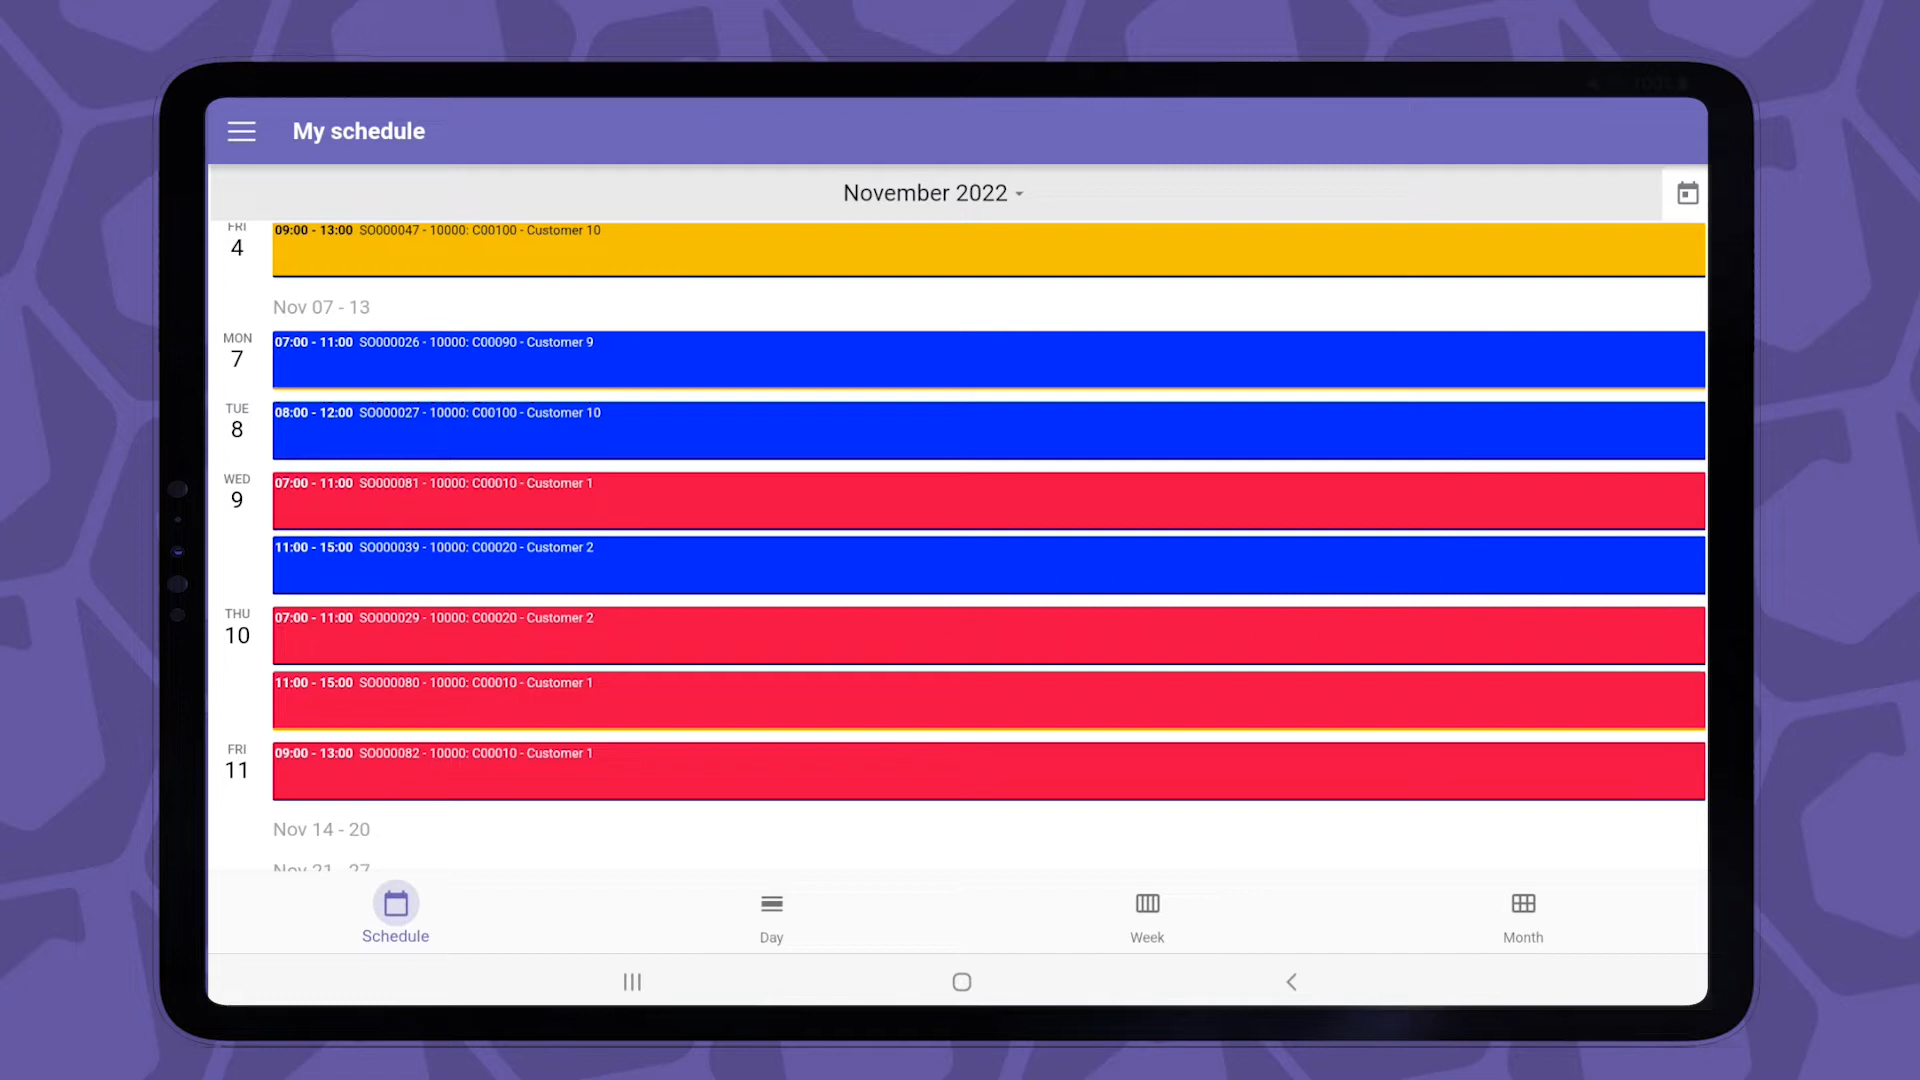 My schedule
November 2022
FRI
4
09:00 - 13:00 SO000047 - 10000: C00100 - Customer 10
Nov 07 - 13
MON
7
07:00 - 11:00 SO000026 - 10000: C00090 - Customer 9
TUE
8
08:00 - 12:00 SO000027 - 10000: C00100 - Customer 10
WED
9
07:00 - 11:00 SO000081 - 10000: C00010 - Customer 1
11:00 - 15:00 SO000039 - 10000: C00020 - Customer 2
THU
10
07:00 - 11:00 SO000029 - 10000: C00020 - Customer 2
11:00 - 15:00 SO000080 - 10000: C00010 - Customer 1
FRI
11
09:00 - 13:00 SO000082 - 10000: C00010 - Customer 1
Nov 14 - 20
Nov 21 - 27
Schedule
Day
Week
Month